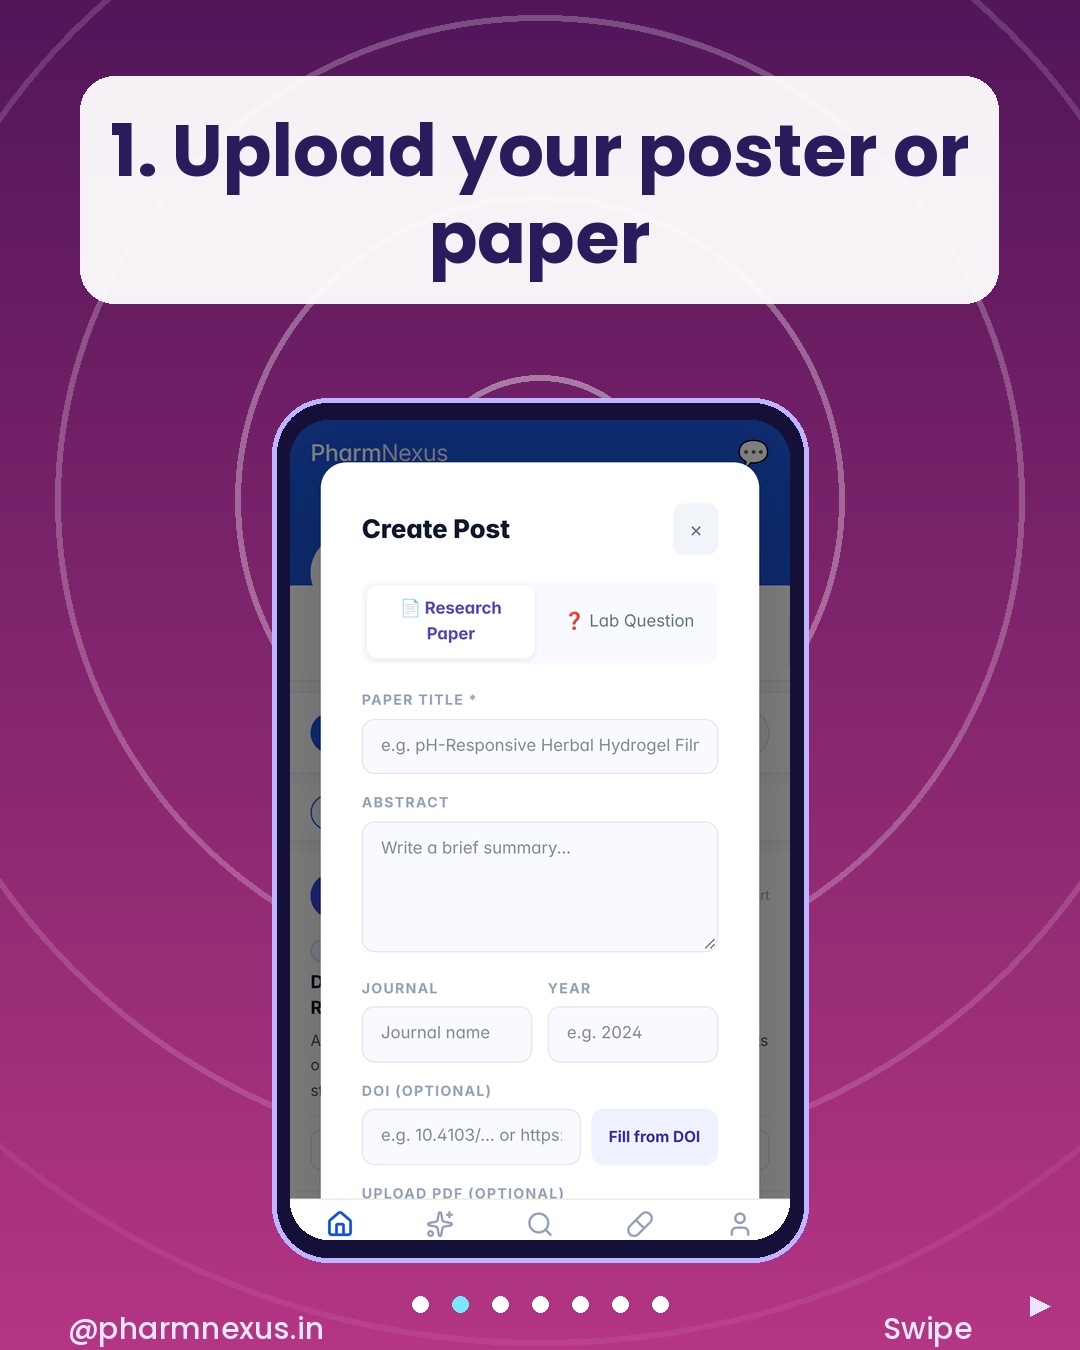 1. Upload your poster or
paper
PharmNexus
Create Post
×
Research
Paper
Lab Question
PAPER TITLE *
e.g. pH-Responsive Herbal Hydrogel Filr
ABSTRACT
Write a brief summary...
JOURNAL
YEAR
Journal name
e.g. 2024
DOI (OPTIONAL)
e.g. 10.4103/... or https:
Fill from DOI
UPLOAD PDF (OPTIONAL)
@pharmnexus.in
Swipe